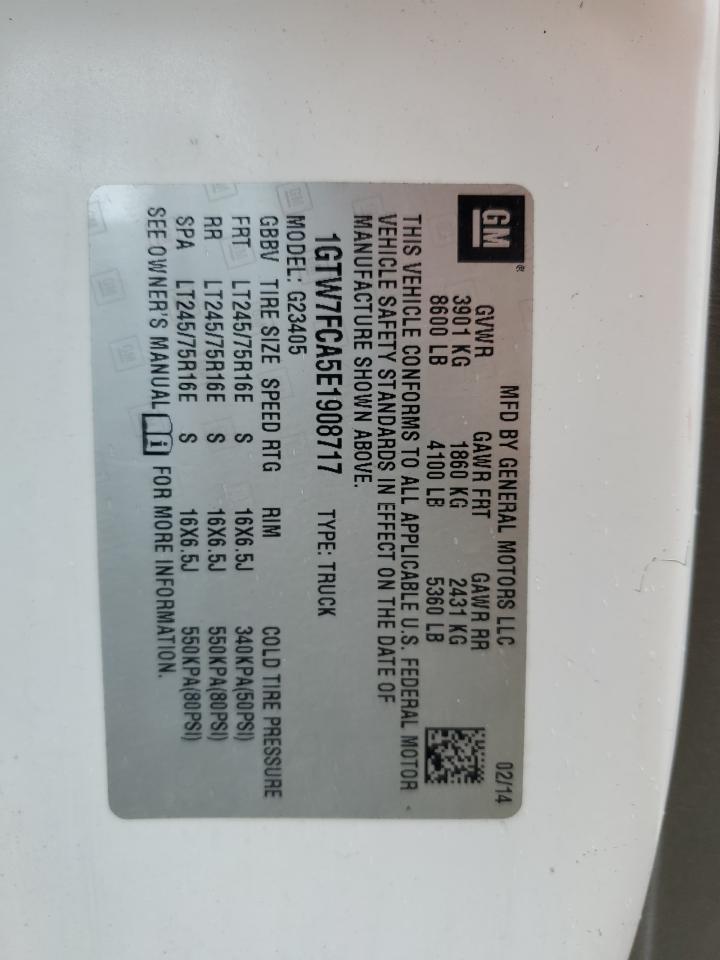 GM®
MFD BY GENERAL MOTORS LLC 02/14
GVWR GAWR FRT GAWR RR
3901 KG 1860 KG 2431 KG
8600 LB 4100 LB 5360 LB
THIS VEHICLE CONFORMS TO ALL APPLICABLE U.S. FEDERAL MOTOR
VEHICLE SAFETY STANDARDS IN EFFECT ON THE DATE OF
MANUFACTURE SHOWN ABOVE.
1GTW7FCA5E1908717 TYPE: TRUCK
MODEL: G23405
GBBV TIRE SIZE SPEED RTG RIM COLD TIRE PRESSURE
FRT LT245/75R16E S 16X6.5J 340KPA(50PSI)
RR LT245/75R16E S 16X6.5J 550KPA(80PSI)
SPA LT245/75R16E S 16X6.5J 550KPA(80PSI)
SEE OWNER'S MANUAL i FOR MORE INFORMATION.